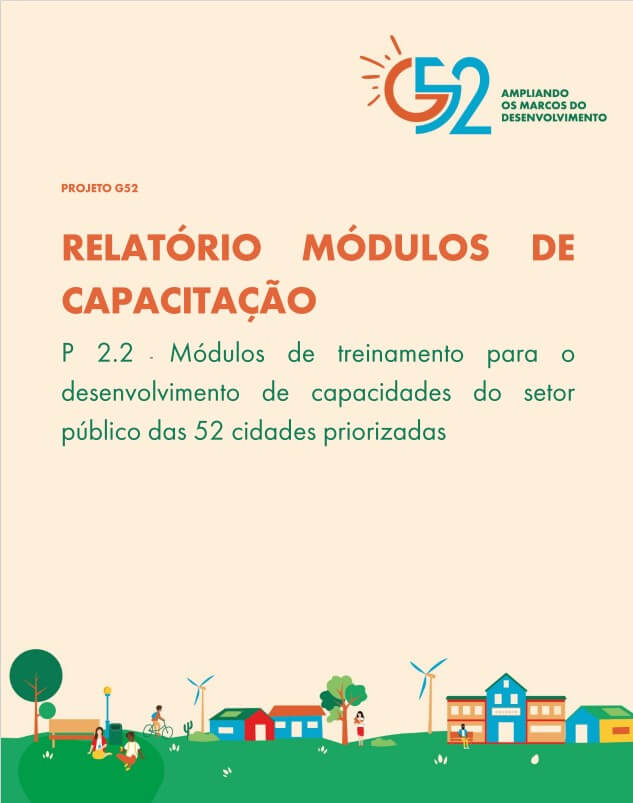 G52
AMPLIANDO
OS MARCOS DO
DESENVOLVIMENTO
PROJETO G52
RELATÓRIO MÓDULOS DE
CAPACITAÇÃO
P 2.2 - Módulos de treinamento para o
desenvolvimento de capacidades do setor
público das 52 cidades priorizadas